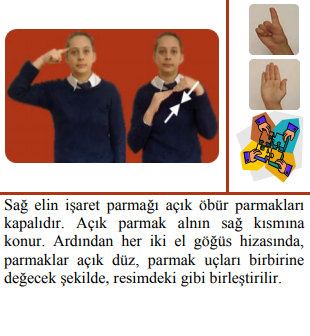 Sağ elin işaret parmağı açık öbür parmakları
kapalıdır. Açık parmak alnın sağ kısmına
konur. Ardından her iki el göğüs hizasında,
parmaklar açık düz, parmak uçları birbirine
değecek şekilde, resimdeki gibi birleştirilir.